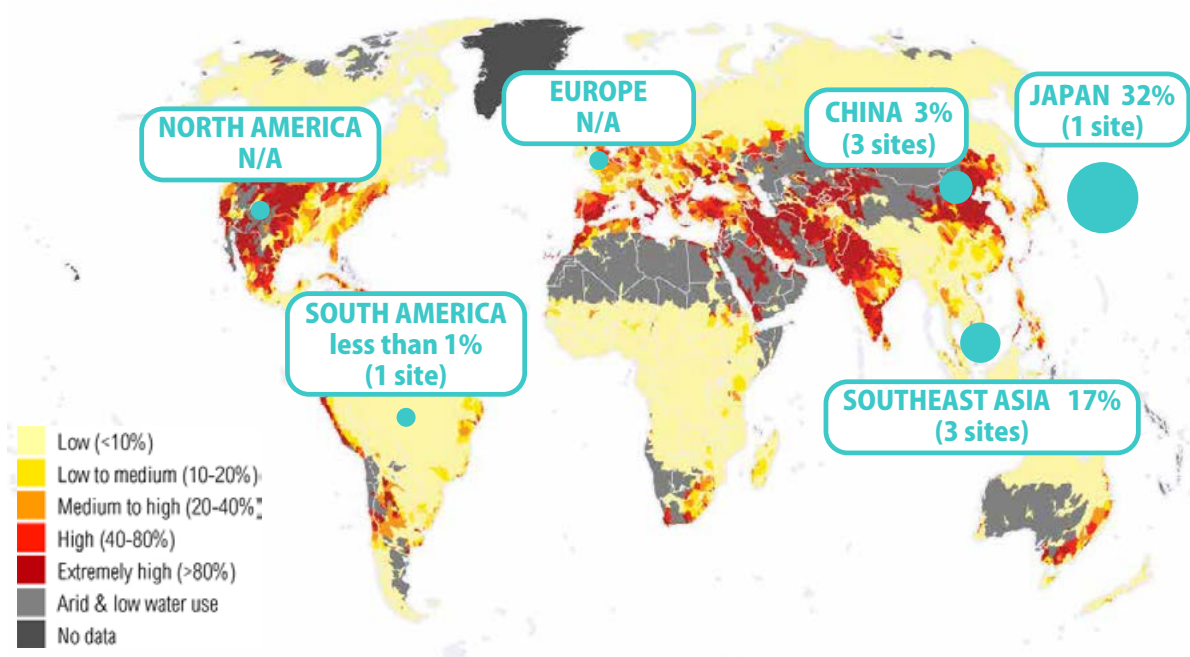 NORTH AMERICA
N/A
EUROPE
N/A
CHINA 3%
(3 sites)
JAPAN 32%
(1 site)
SOUTH AMERICA
less than 1%
(1 site)
SOUTHEAST ASIA 17%
(3 sites)
Low (<10%)
Low to medium (10-20%)
Medium to high (20-40%)
High (40-80%)
Extremely high (>80%)
Arid & low water use
No data